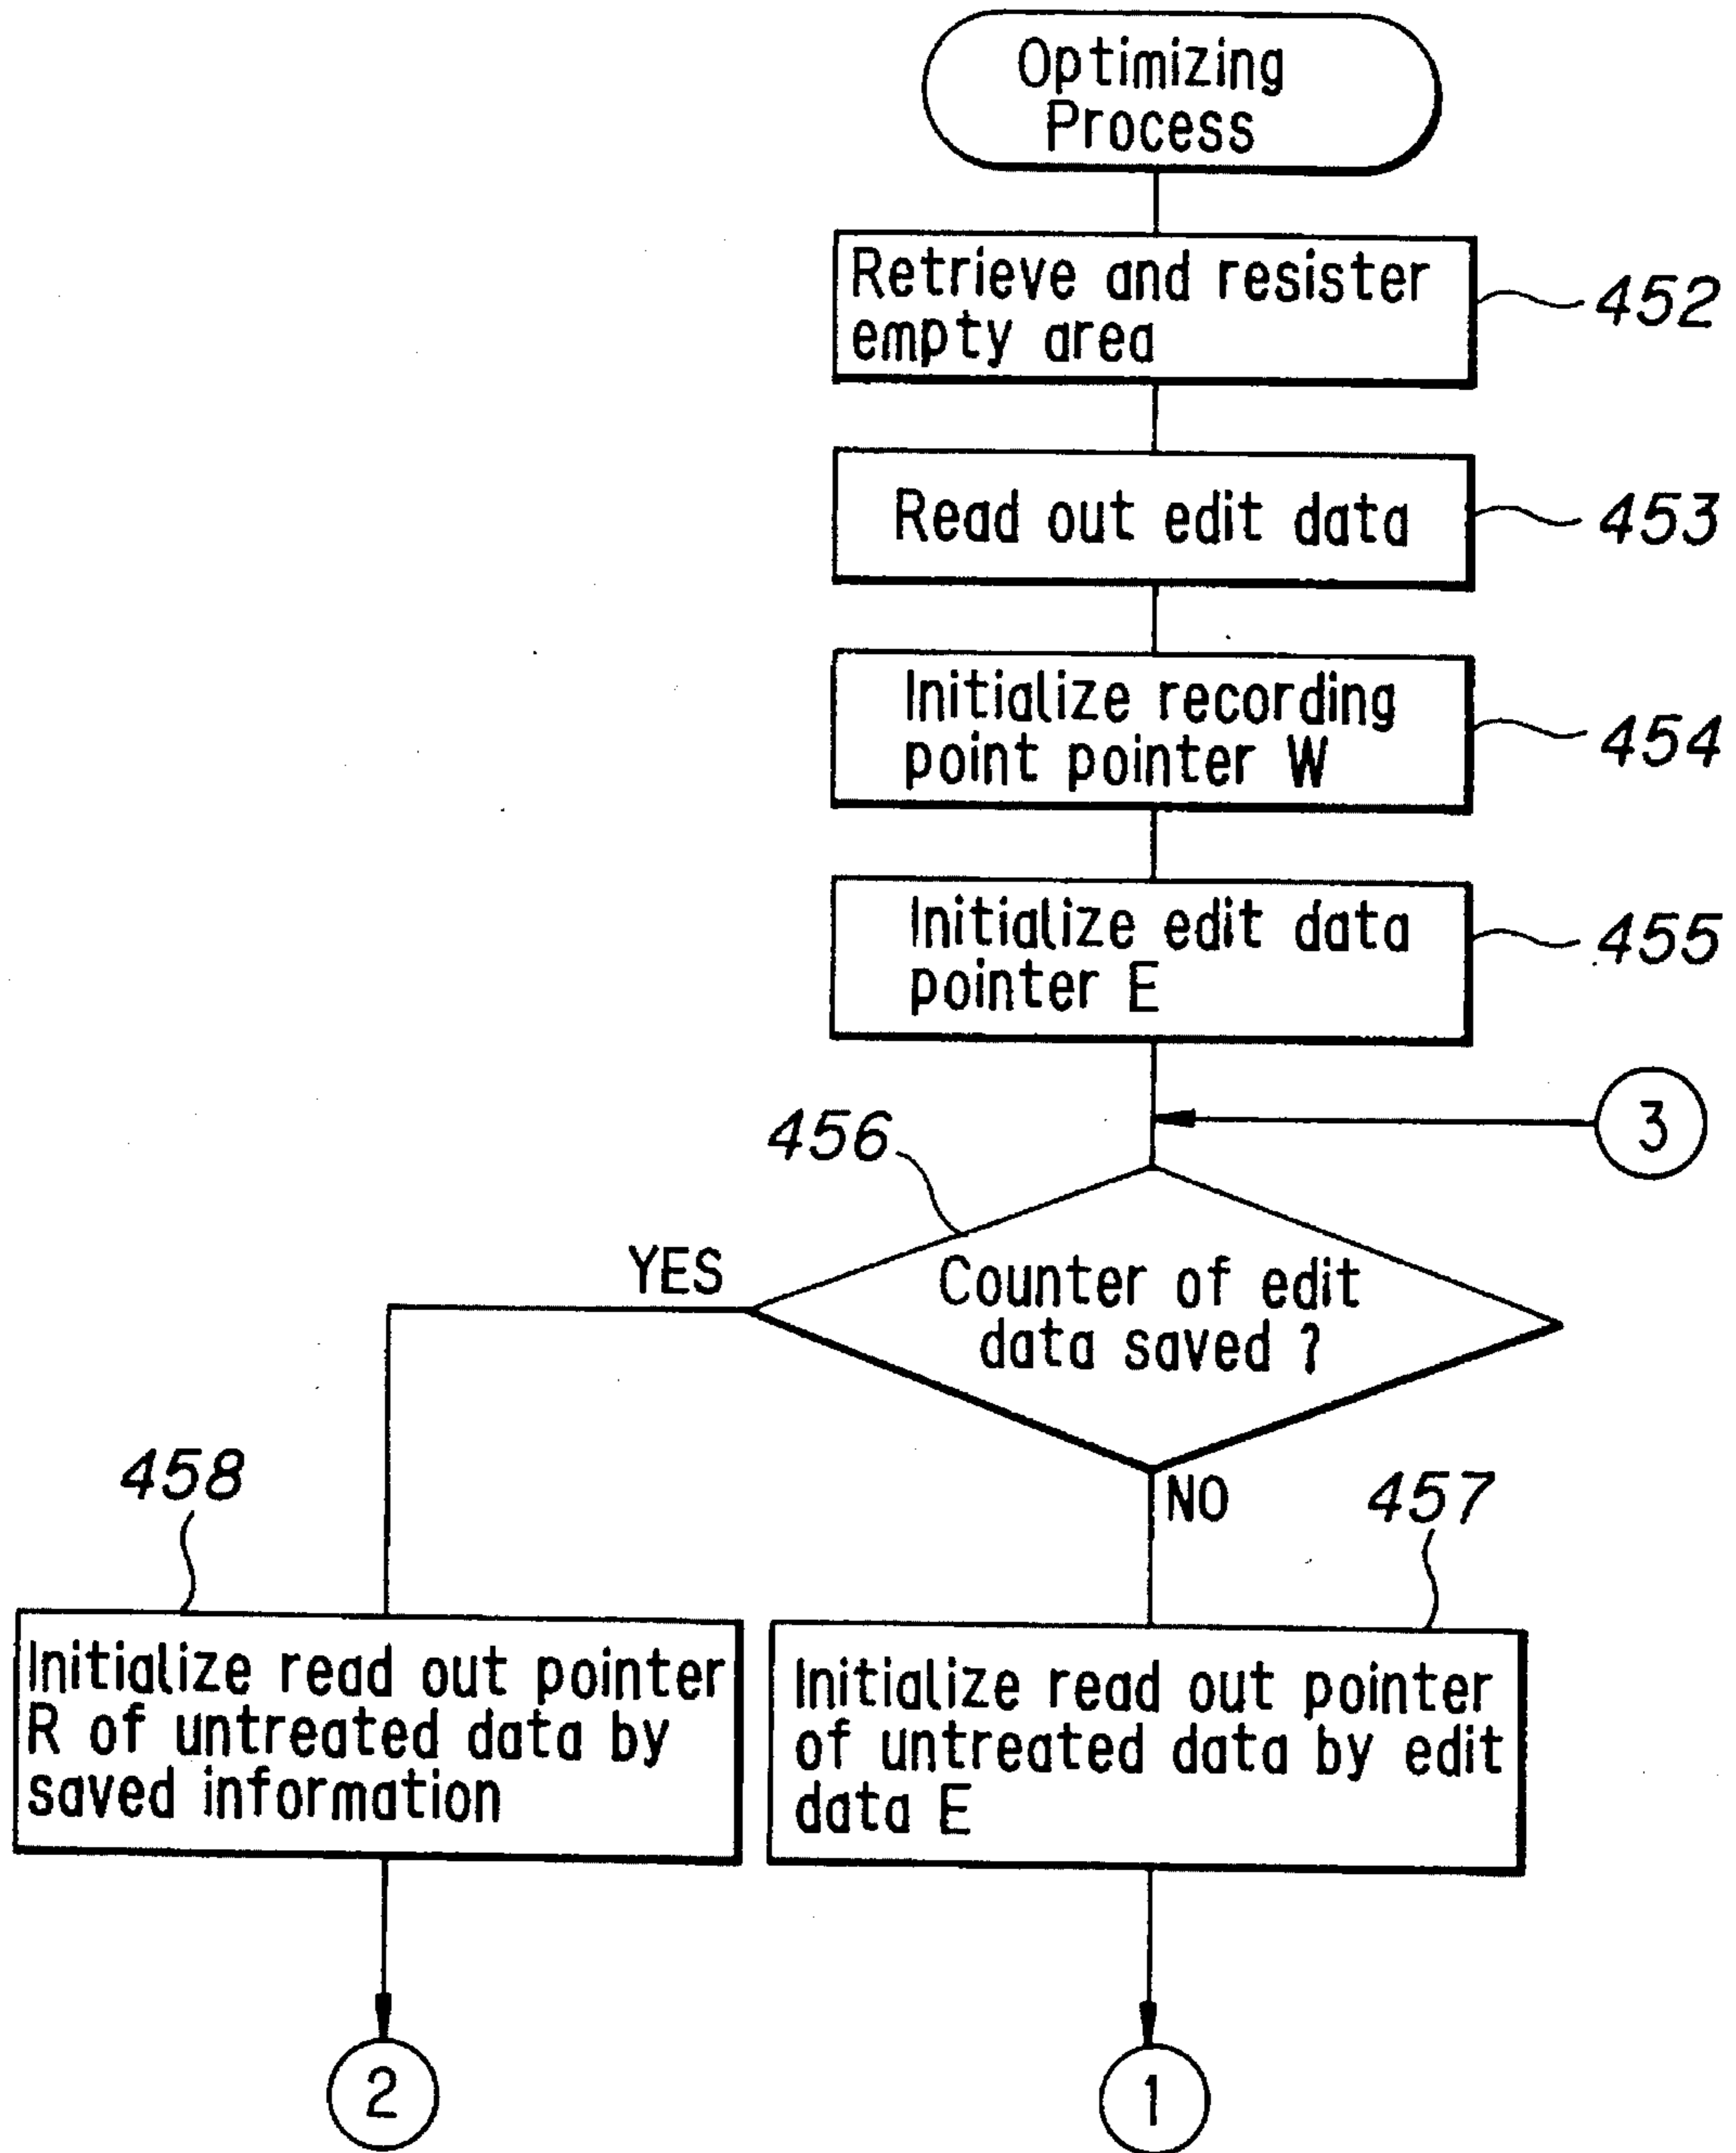 Optimizing
Process
Retrieve and resister
empty area
452
Read out edit data
453
Initialize recording
point pointer W
454
Initialize edit data
pointer E
455
3
456
YES
Counter of edit
data saved ?
NO
458
457
Initialize read out pointer
R of untreated data by
saved information
Initialize read out pointer
of untreated data by edit
data E
2
1